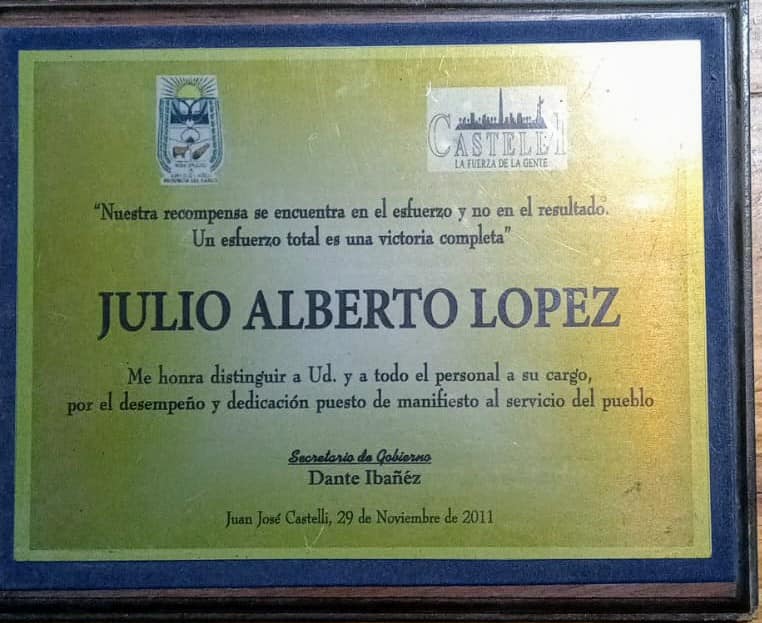 CASTELLI
LA FUERZA DE LA GENTE
PROVINCIA DEL CHACO
“Nuestra recompensa se encuentra en el esfuerzo y no en el resultado.
Un esfuerzo total es una victoria completa”
JULIO ALBERTO LOPEZ
Me honra distinguir a Ud. y a todo el personal a su cargo,
por el desempeño y dedicación puesto de manifiesto al servicio del pueblo
Secretario de Gobierno
Dante Ibañéz
Juan José Castelli, 29 de Noviembre de 2011